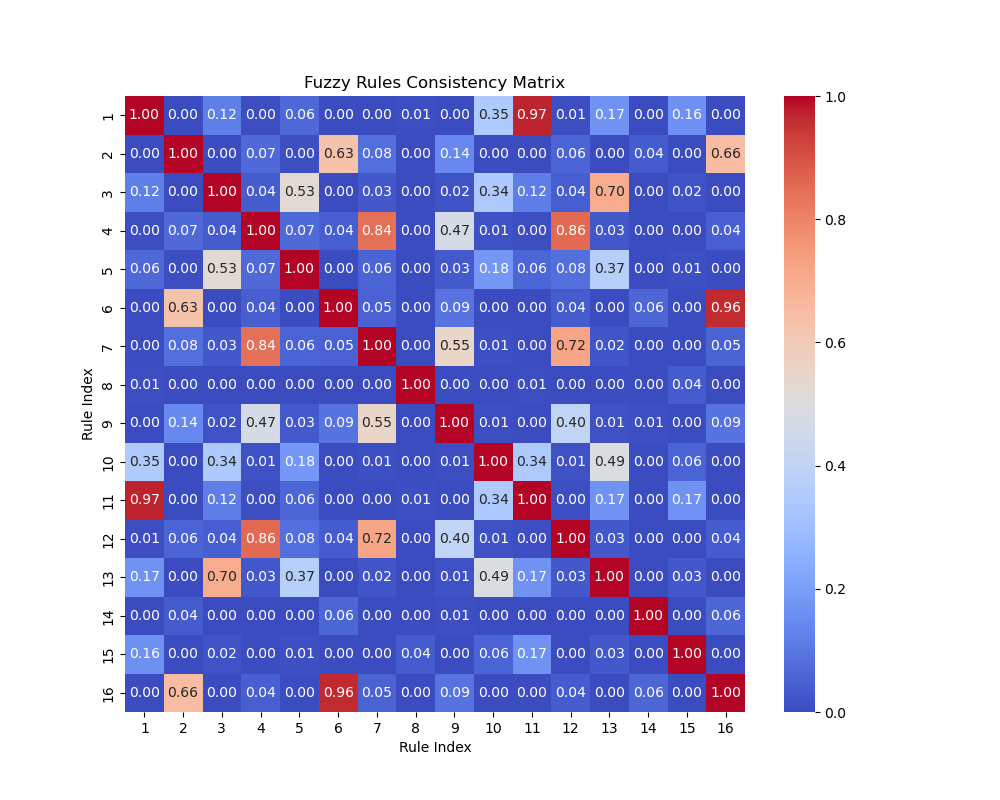 Fuzzy Rules Consistency Matrix
1 1.00 0.00 0.12 0.00 0.06 0.00 0.00 0.01 0.00 0.35 0.97 0.01 0.17 0.00 0.16 0.00
2 0.00 1.00 0.00 0.07 0.00 0.63 0.08 0.00 0.14 0.00 0.00 0.06 0.00 0.04 0.00 0.66
3 0.12 0.00 1.00 0.04 0.53 0.00 0.03 0.00 0.02 0.34 0.12 0.04 0.70 0.00 0.02 0.00
4 0.00 0.07 0.04 1.00 0.07 0.04 0.84 0.00 0.47 0.01 0.00 0.86 0.03 0.00 0.00 0.04
5 0.06 0.00 0.53 0.07 1.00 0.00 0.06 0.00 0.03 0.18 0.06 0.08 0.37 0.00 0.01 0.00
6 0.00 0.63 0.00 0.04 0.00 1.00 0.05 0.00 0.09 0.00 0.00 0.04 0.00 0.06 0.00 0.96
7 0.00 0.08 0.03 0.84 0.06 0.05 1.00 0.00 0.55 0.01 0.00 0.72 0.02 0.00 0.00 0.05
8 0.01 0.00 0.00 0.00 0.00 0.00 0.00 1.00 0.00 0.00 0.01 0.00 0.00 0.00 0.04 0.00
9 0.00 0.14 0.02 0.47 0.03 0.09 0.55 0.00 1.00 0.01 0.00 0.40 0.01 0.01 0.00 0.09
10 0.35 0.00 0.34 0.01 0.18 0.00 0.01 0.00 0.01 1.00 0.34 0.01 0.49 0.00 0.06 0.00
11 0.97 0.00 0.12 0.00 0.06 0.00 0.00 0.01 0.00 0.34 1.00 0.00 0.17 0.00 0.17 0.00
12 0.01 0.06 0.04 0.86 0.08 0.04 0.72 0.00 0.40 0.01 0.00 1.00 0.03 0.00 0.00 0.04
13 0.17 0.00 0.70 0.03 0.37 0.00 0.02 0.00 0.01 0.49 0.17 0.03 1.00 0.00 0.03 0.00
14 0.00 0.04 0.00 0.00 0.00 0.06 0.00 0.00 0.01 0.00 0.00 0.00 0.00 1.00 0.00 0.06
15 0.16 0.00 0.02 0.00 0.01 0.00 0.00 0.04 0.00 0.06 0.17 0.00 0.03 0.00 1.00 0.00
16 0.00 0.66 0.00 0.04 0.00 0.96 0.05 0.00 0.09 0.00 0.00 0.04 0.00 0.06 0.00 1.00
1 2 3 4 5 6 7 8 9 10 11 12 13 14 15 16
Rule Index
Rule Index
1.0
0.8
0.6
0.4
0.2
0.0